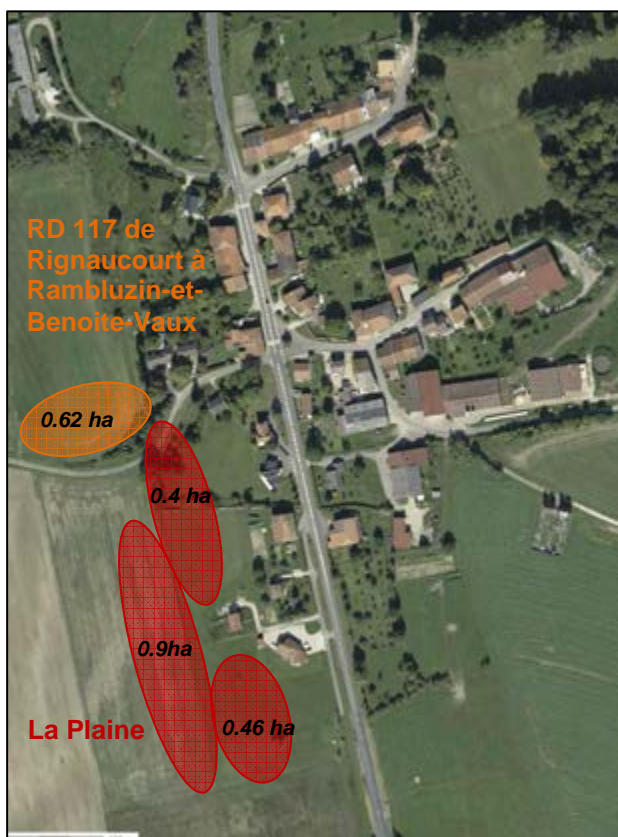 RD 117 de
Rignaucourt à
Rambluzin-et-
Benoite-Vaux
0.62 ha
0.4 ha
0.9ha
La Plaine
0.46 ha